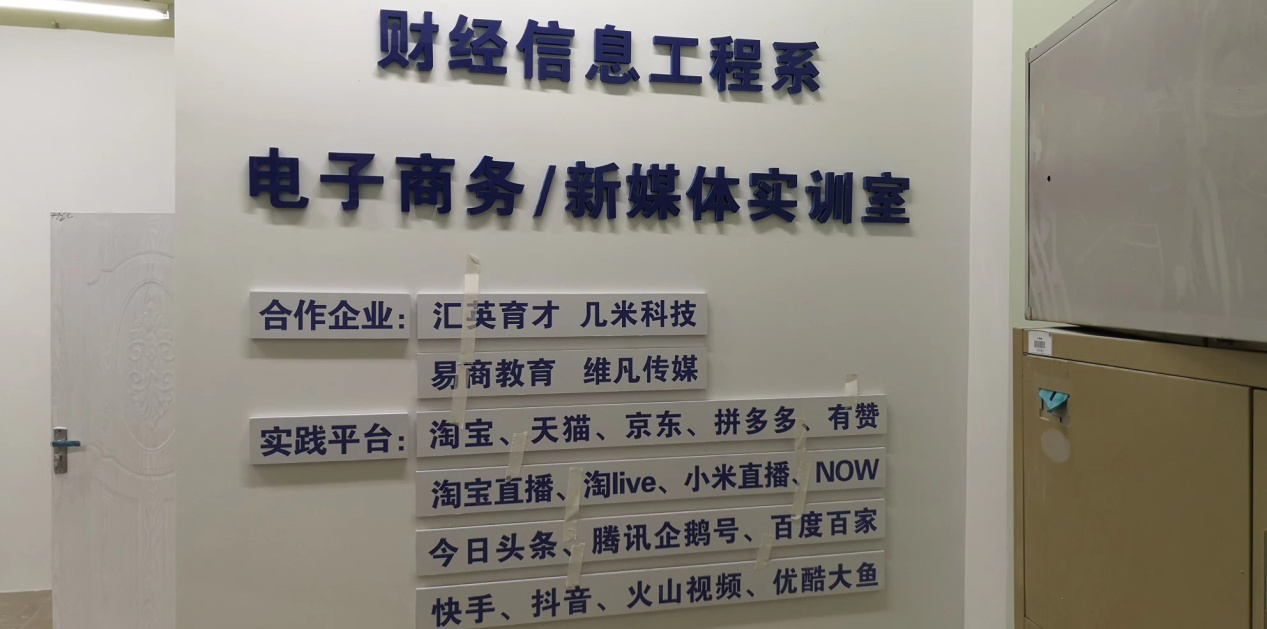 财经信息工程系
电子商务/新媒体实训室
合作企业: 汇英育才 几米科技
易商教育 维凡传媒
实践平台: 淘宝、天猫、京东、拼多多、有赞
淘宝直播、淘live、小米直播、NOW
今日头条、腾讯企鹅号、百度百家
快手、抖音、火山视频、优酷大鱼